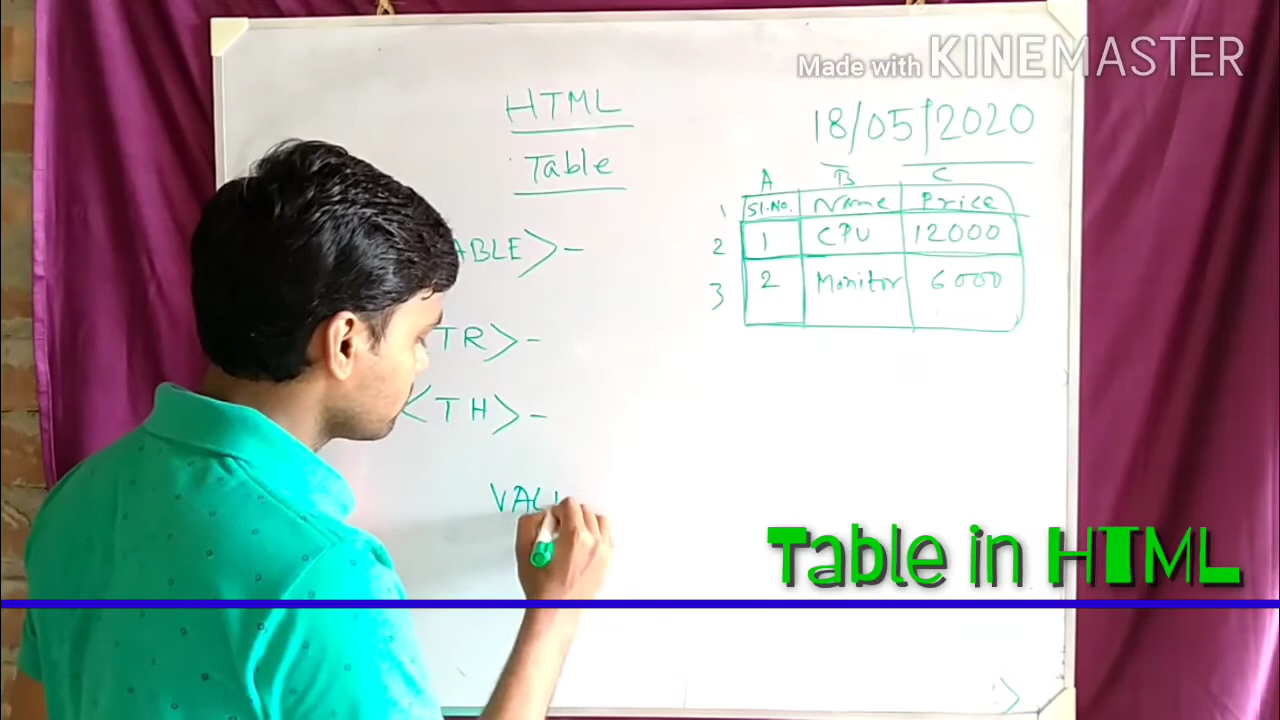 Made with KINEMASTER
HTML
Table
18/05/2020
A B C
1 Sl.No. Name Price
2 1 CPU 12000
3 2 Monitor 6000
ABLE>-
TR>-
<TH>-
VALU
Table in HTML